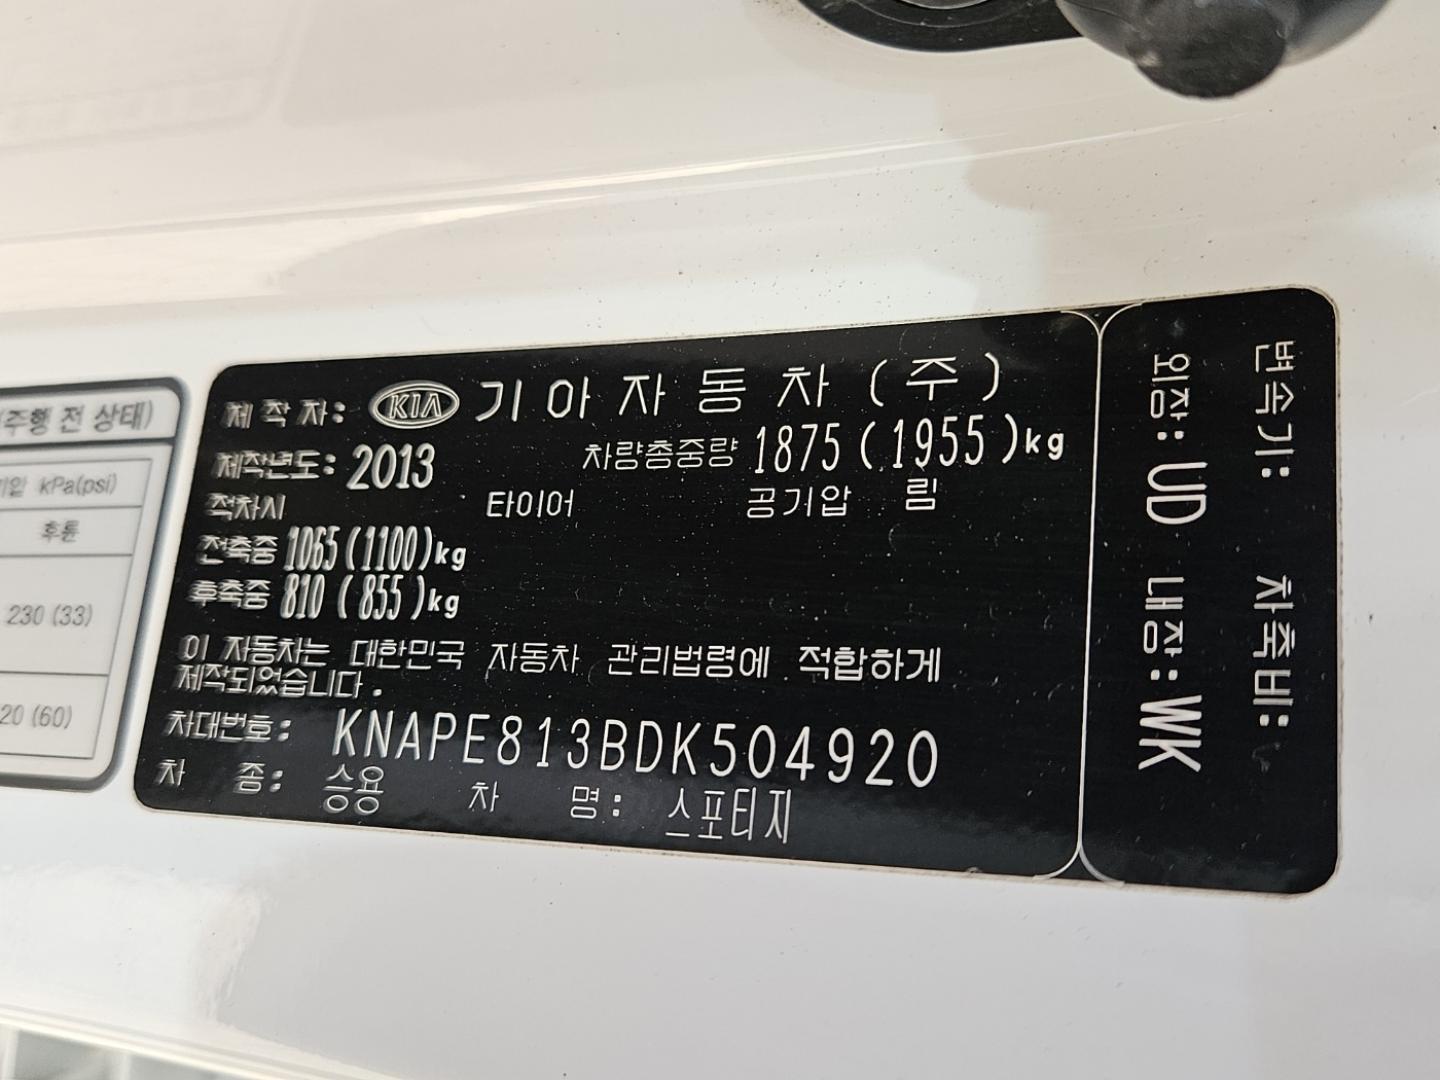 (주행 전 상태)
kPa(psi)
후륜
230 (33)
20 (60)
제 작 자: KIA 기 아 자 동 차 (주)
제작년도: 2013 차량총중량 1875 (1955)kg
적차시 타이어 공기압 림
전축중 1065(1100)kg
후축중 810 (855)kg
이 자동차는 대한민국 자동차 관리법령에 적합하게
제작되었습니다.
차대번호: KNAPE813BDK504920
차 종: 승용 차 명: 스포티지
변속기: 차축비:
외장: UD 내장: WK